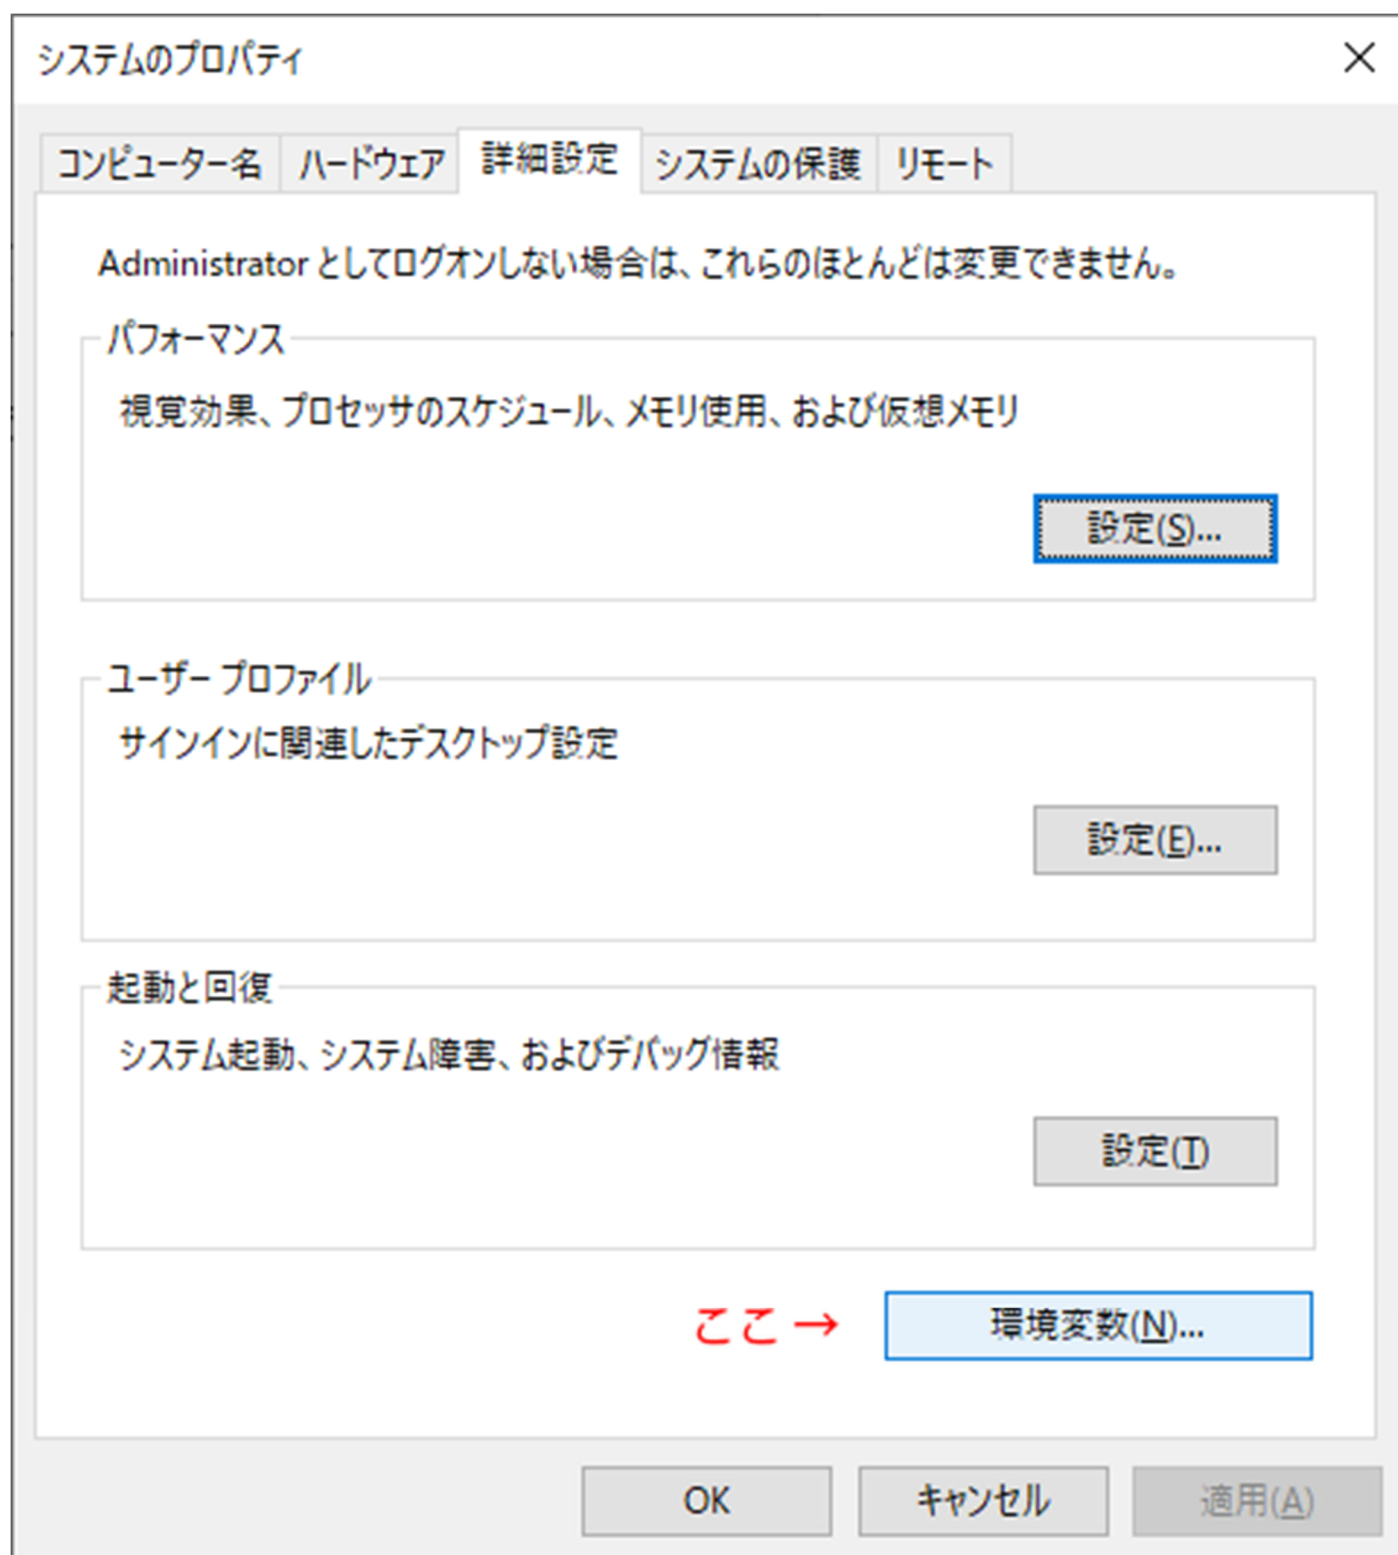 システムのプロパティ
コンピューター名 ハードウェア 詳細設定 システムの保護 リモート
Administrator としてログオンしない場合は、これらのほとんどは変更できません。
パフォーマンス
視覚効果、プロセッサのスケジュール、メモリ使用、および仮想メモリ
設定(S)...
ユーザー プロファイル
サインインに関連したデスクトップ設定
設定(E)...
起動と回復
システム起動、システム障害、およびデバッグ情報
設定(T)
ここ → 環境変数(N)...
OK キャンセル 適用(A)